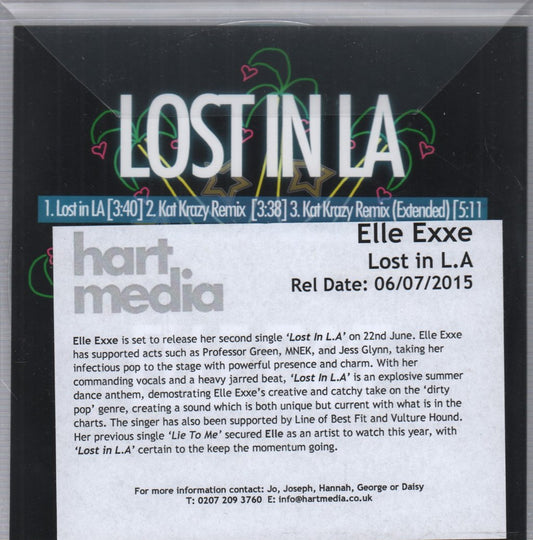 LOST IN LA
1. Lost in LA [3:40] 2. Kat Krazy Remix [3:38] 3. Kat Krazy Remix (Extended) [5:11
hart
media
Elle Exxe
Lost in L.A
Rel Date: 06/07/2015
Elle Exxe is set to release her second single ‘Lost In L.A’ on 22nd June. Elle Exxe
has supported acts such as Professor Green, MNEK, and Jess Glynn, taking her
infectious pop to the stage with powerful presence and charm. With her
commanding vocals and a heavy jarred beat, ‘Lost In L.A’ is an explosive summer
dance anthem, demostrating Elle Exxe’s creative and catchy take on the ‘dirty
pop’ genre, creating a sound which is both unique but current with what is in the
charts. The singer has also been supported by Line of Best Fit and Vulture Hound.
Her previous single ‘Lie To Me’ secured Elle as an artist to watch this year, with
‘Lost in L.A’ certain to the keep the momentum going.
For more information contact: Jo, Joseph, Hannah, George or Daisy
T: 0207 209 3760 E: info@hartmedia.co.uk